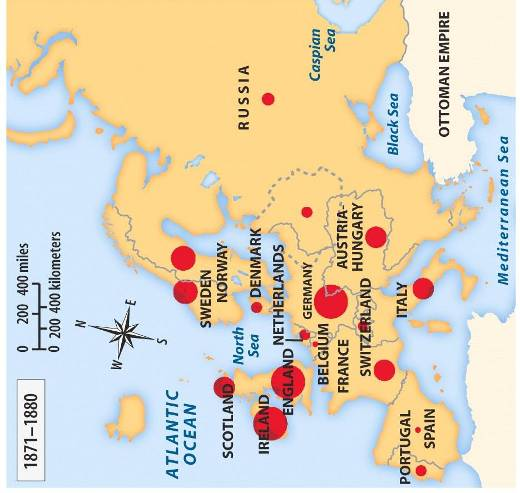 1871–1880
0 200 400 miles
0 200 400 kilometers
N
E
S
W
ATLANTIC
OCEAN
North
Sea
SWEDEN
NORWAY
DENMARK
SCOTLAND
IRELAND
ENGLAND
NETHERLANDS
GERMANY
BELGIUM
FRANCE
SWITZERLAND
AUSTRIA-
HUNGARY
ITALY
PORTUGAL
SPAIN
RUSSIA
Caspian
Sea
Black Sea
OTTOMAN EMPIRE
Mediterranean Sea